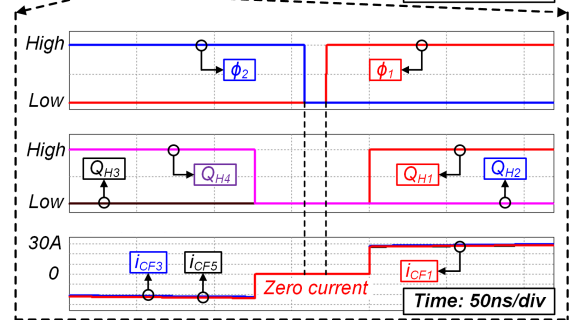 High
ϕ2 ϕ1
Low
High
QH3 QH4 QH1 QH2
Low
30A
iCF3 iCF5 iCF1
0
Zero current
Time: 50ns/div